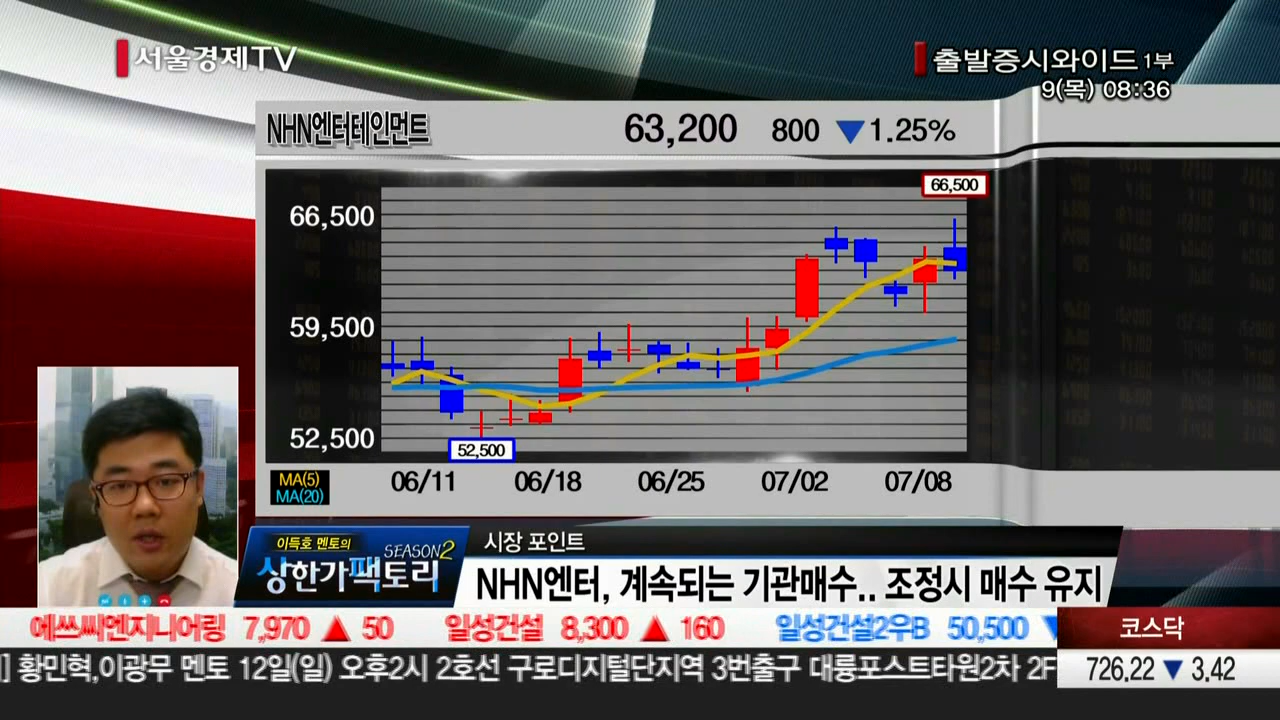 서울경제TV
출발증시와이드 1부
9(목) 08:36
NHN엔터테인먼트 63,200 800 ▼1.25%
66,500
66,500
59,500
52,500
52,500
MA(5)
MA(20)
06/11 06/18 06/25 07/02 07/08
이득호 멘토의
SEASON2
상한가팩토리
시장 포인트
NHN엔터, 계속되는 기관매수.. 조정시 매수 유지
에쓰씨엔지니어링 7,970 ▲ 50 일성건설 8,300 ▲ 160 일성건설2우B 50,500 ▼
코스닥
] 황민혁,이광무 멘토 12일(일) 오후2시 2호선 구로디지털단지역 3번출구 대륭포스트타원2차 2F
726.22 ▼ 3.42